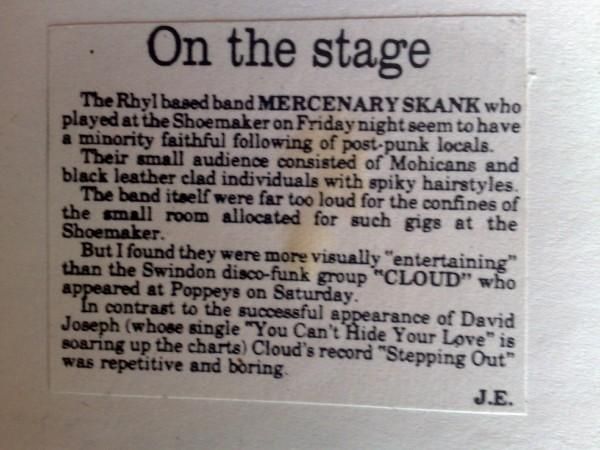 On the stage
The Rhyl based band MERCENARY SKANK who
played at the Shoemaker on Friday night seem to have
a minority faithful following of post-punk locals.
Their small audience consisted of Mohicans and
black leather clad individuals with spiky hairstyles.
The band itself were far too loud for the confines of
the small room allocated for such gigs at the
Shoemaker.
But I found they were more visually "entertaining"
than the Swindon disco-funk group "CLOUD" who
appeared at Poppeys on Saturday.
In contrast to the successful appearance of David
Joseph (whose single "You Can't Hide Your Love" is
soaring up the charts) Cloud's record "Stepping Out"
was repetitive and boring.
J.E.